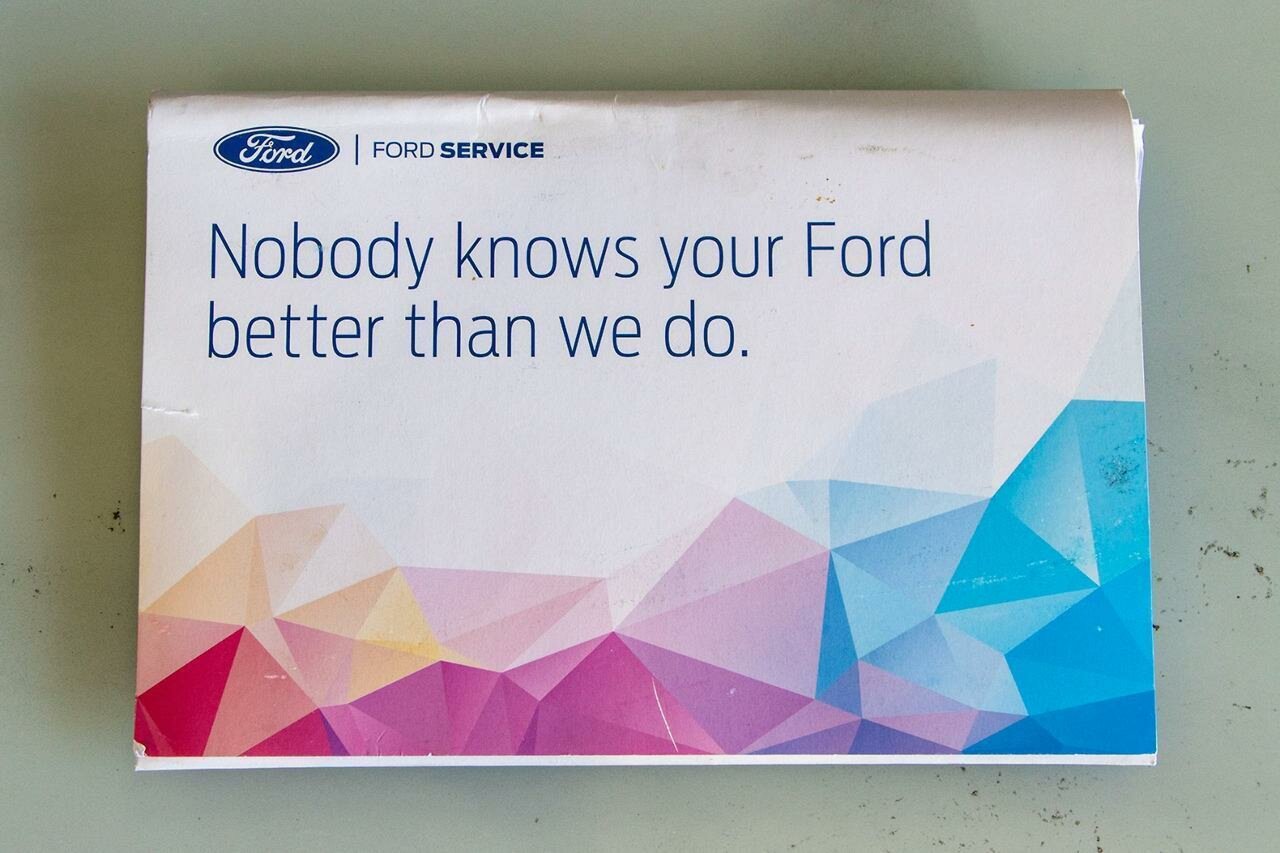 Ford | FORD SERVICE
Nobody knows your Ford
better than we do.